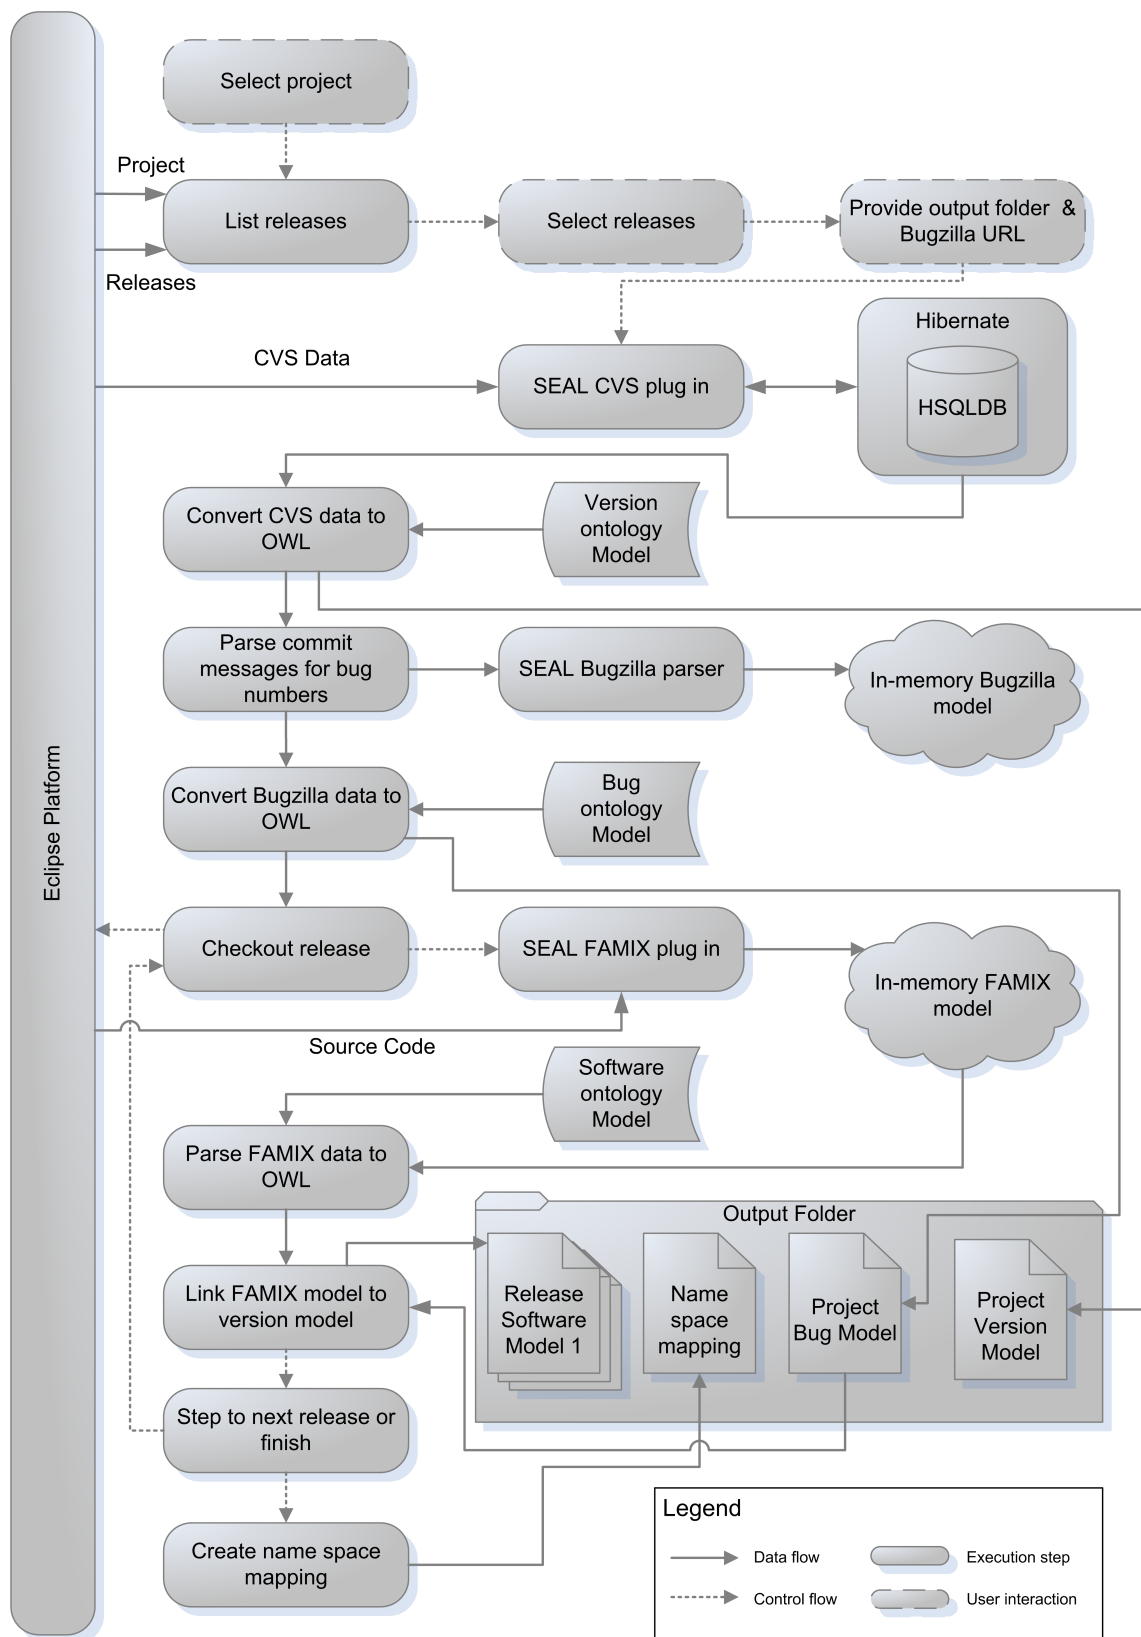 Select project
Project
List releases
Select releases
Provide output folder &
Bugzilla URL
Releases
Hibernate
CVS Data
SEAL CVS plug in
HSQLDB
Convert CVS data to
OWL
Version
ontology
Model
Parse commit
messages for bug
numbers
SEAL Bugzilla parser
In-memory Bugzilla
model
Eclipse Platform
Convert Bugzilla data to
OWL
Bug
ontology
Model
Checkout release
SEAL FAMIX plug in
In-memory FAMIX
model
Source Code
Software
ontology
Model
Parse FAMIX data to
OWL
Output Folder
Link FAMIX model to
version model
Release
Software
Model 1
Name
space
mapping
Project
Bug Model
Project
Version
Model
Step to next release or
finish
Create name space
mapping
Legend
Data flow
Execution step
Control flow
User interaction